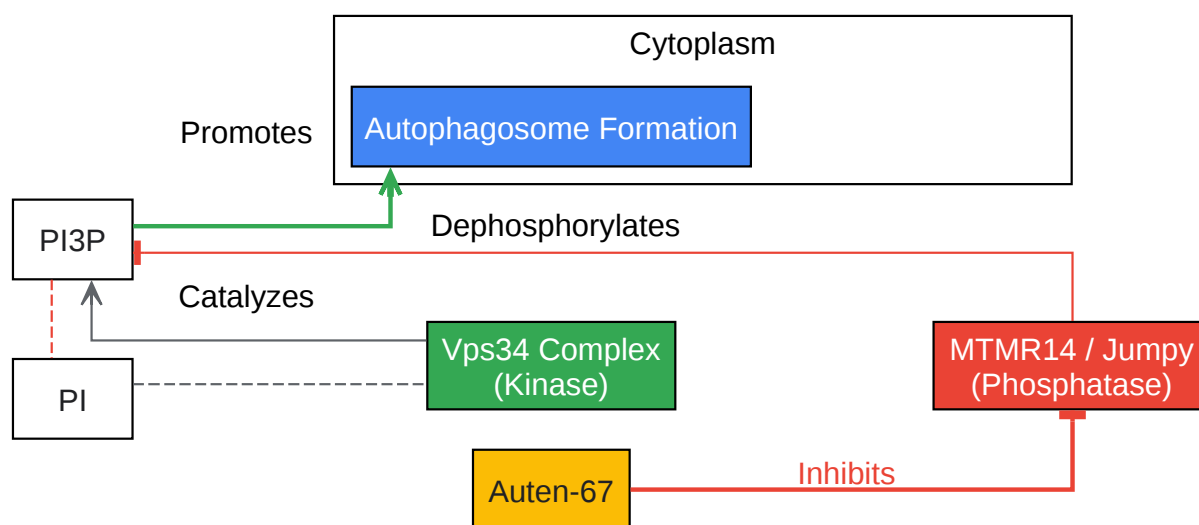 Cytoplasm
Autophagosome Formation
Promotes
PI3P
Dephosphorylates
Catalyzes
Vps34 Complex
(Kinase)
MTMR14 / Jumpy
(Phosphatase)
PI
Auten-67
Inhibits